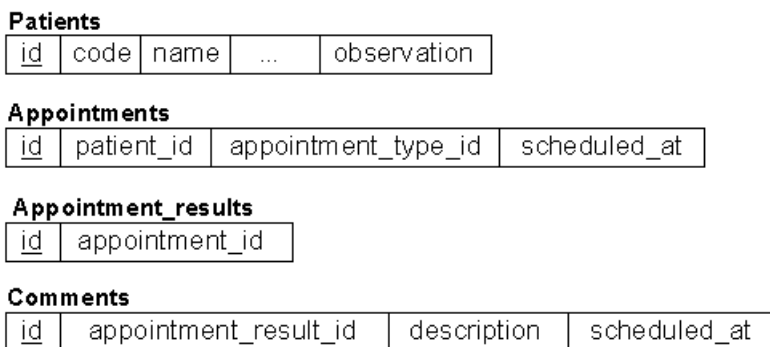 Patients
id code name ... observation
Appointments
id patient_id appointment_type_id scheduled_at
Appointment_results
id appointment_id
Comments
id appointment_result_id description scheduled_at